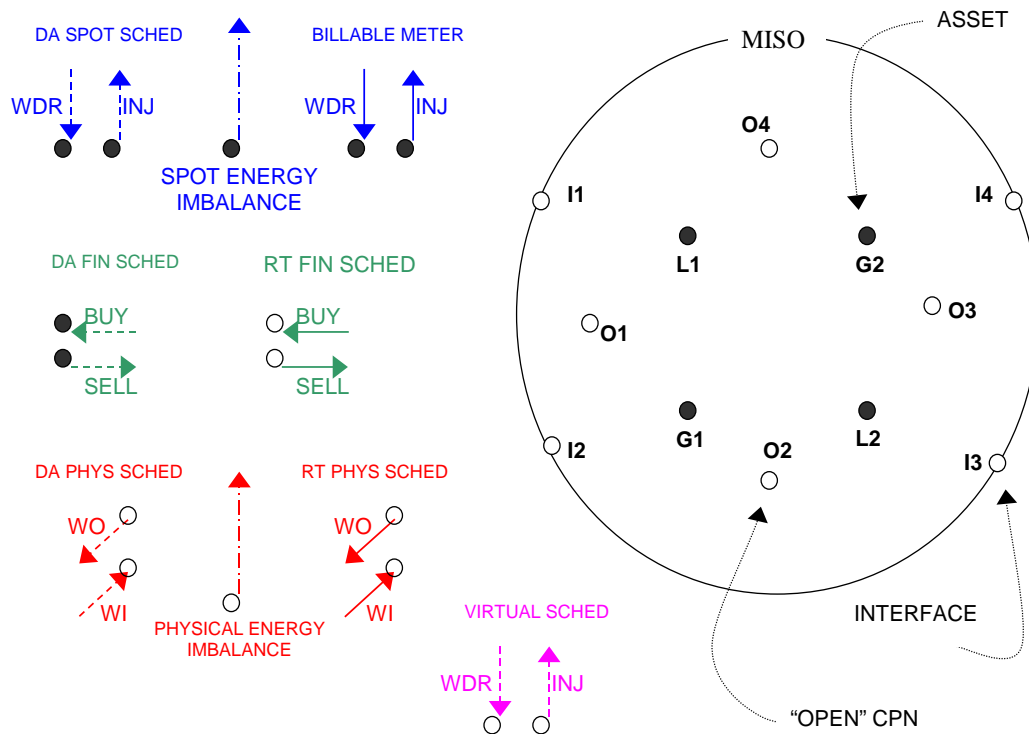 DA SPOT SCHED
BILLABLE METER
WDR
INJ
WDR
INJ
SPOT ENERGY
IMBALANCE
DA FIN SCHED
RT FIN SCHED
BUY
BUY
SELL
SELL
DA PHYS SCHED
RT PHYS SCHED
WO
WO
WI
WI
PHYSICAL ENERGY
IMBALANCE
VIRTUAL SCHED
WDR
INJ
ASSET
MISO
O4
I1
I4
L1
G2
O1
O3
G1
L2
I2
O2
I3
INTERFACE
“OPEN” CPN